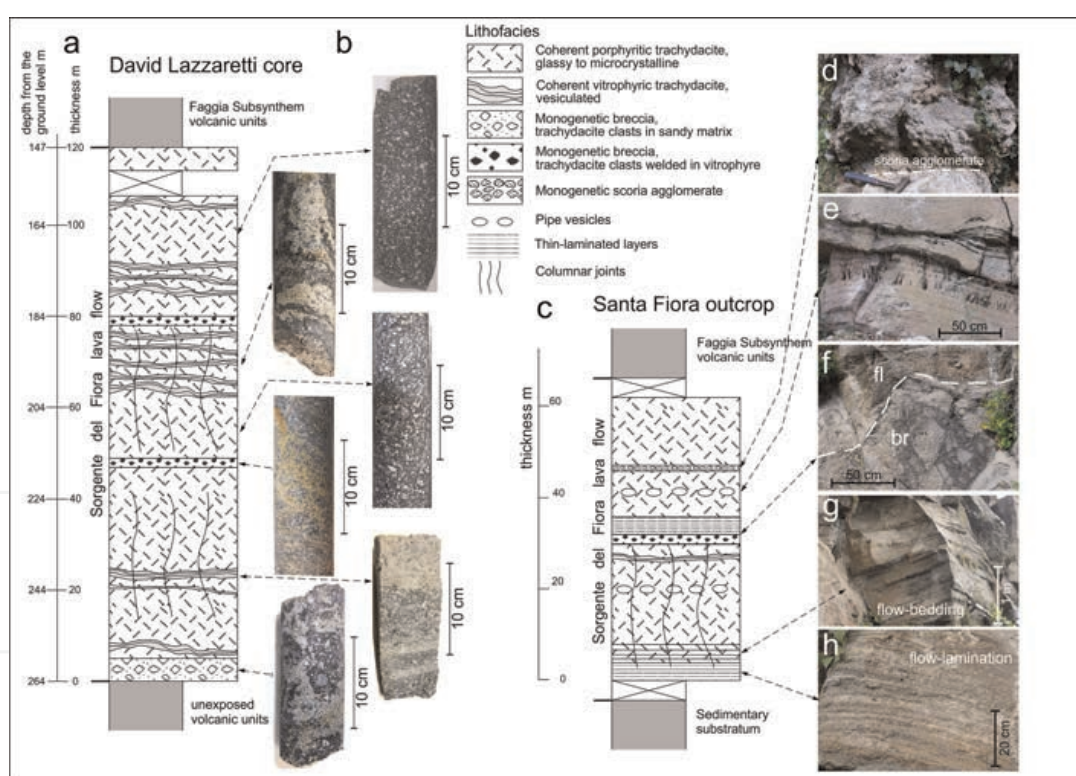 a
David Lazzaretti core
depth from the
ground level m
thickness m
Faggia Subsynthem
volcanic units
147
120
164
100
184
80
204
60
224
40
244
20
264
0
Sorgente del Fiora lava flow
unexposed
volcanic units
b
10 cm
10 cm
10 cm
10 cm
10 cm
10 cm
Lithofacies
Coherent porphyritic trachydacite,
glassy to microcrystalline
Coherent vitrophyric trachydacite,
vesiculated
Monogenetic breccia,
trachydacite clasts in sandy matrix
Monogenetic breccia,
trachydacite clasts welded in vitrophyre
Monogenetic scoria agglomerate
Pipe vesicles
Thin-laminated layers
Columnar joints
c
Santa Fiora outcrop
Faggia Subsynthem
volcanic units
thickness m
60
40
20
0
Sorgente del Fiora lava flow
Sedimentary
substratum
d
scoria agglomerate
e
50 cm
f
fl
br
50 cm
g
flow-bedding
h
flow-lamination
20 cm